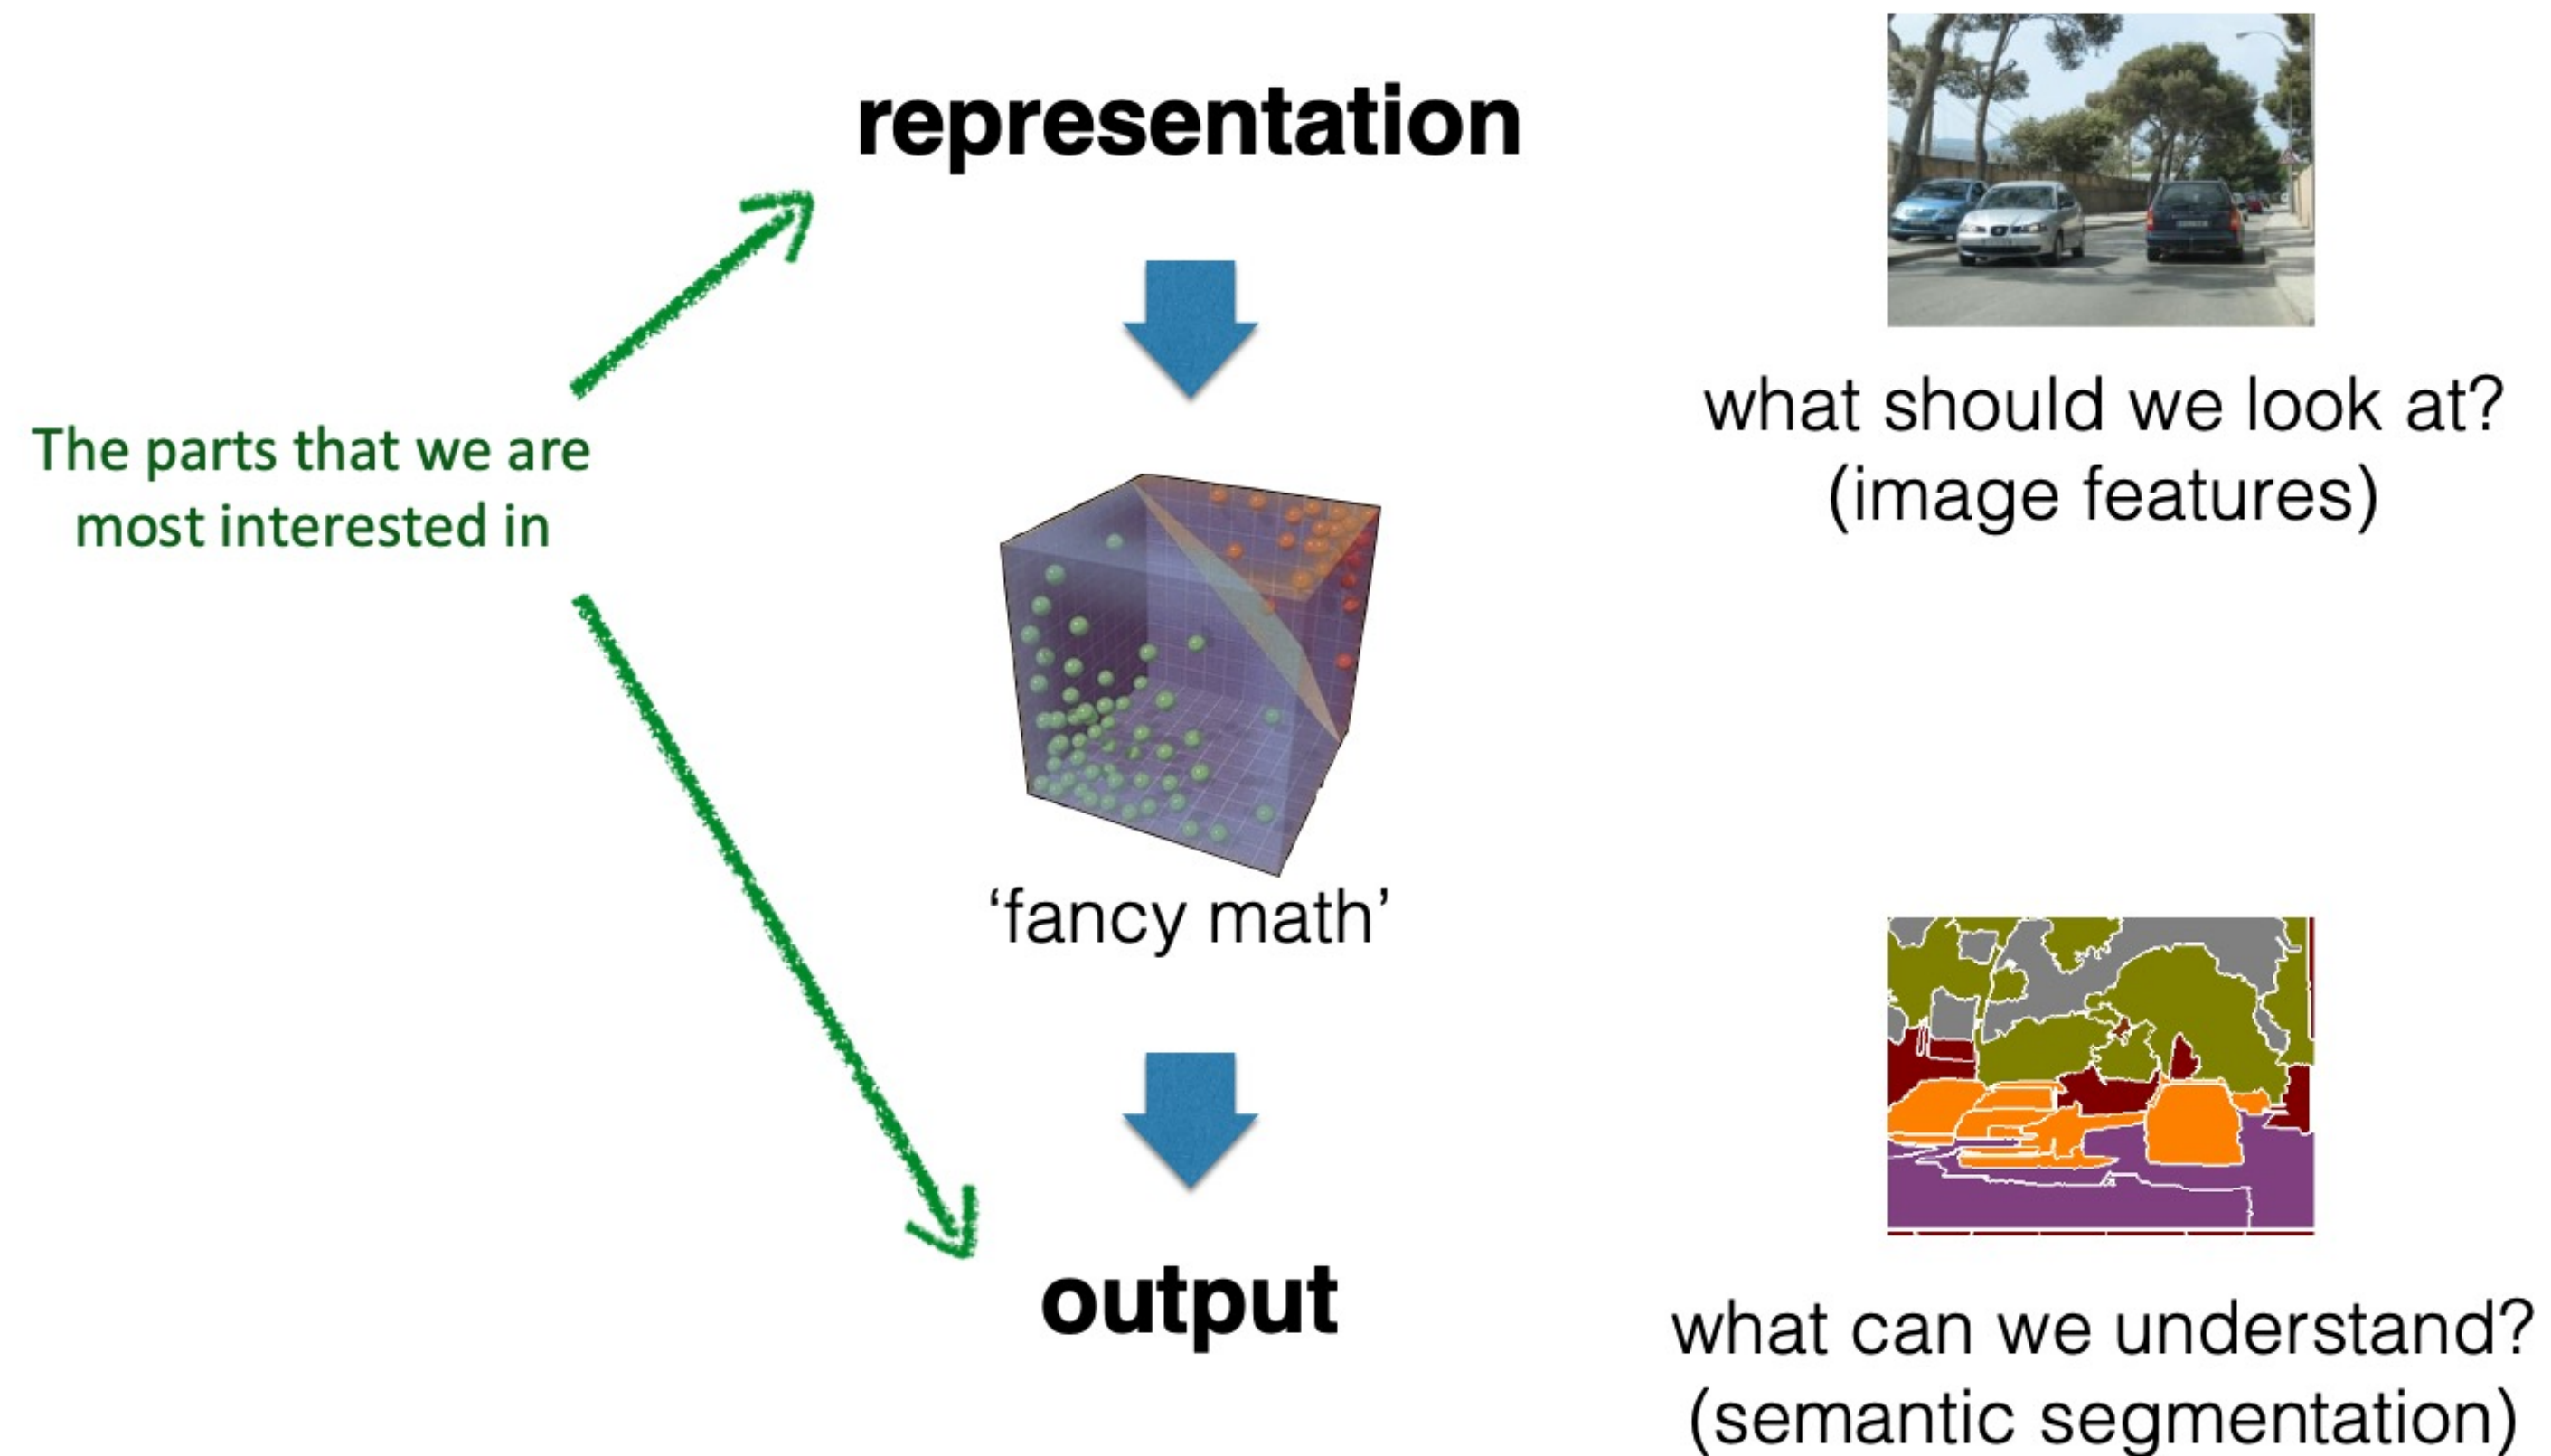 representation
what should we look at?
(image features)
The parts that we are
most interested in
‘fancy math’
output
what can we understand?
(semantic segmentation)